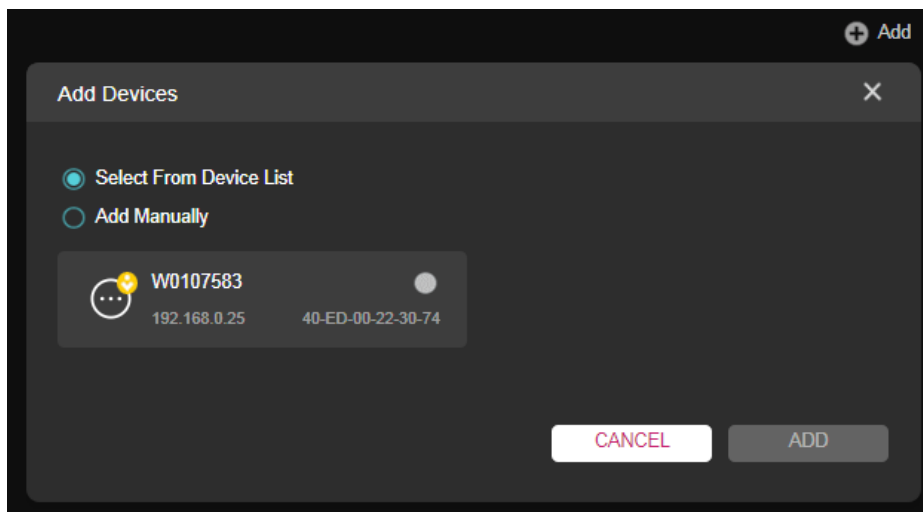 Add
Add Devices
Select From Device List
Add Manually
W0107583
192.168.0.25 40-ED-00-22-30-74
CANCEL ADD